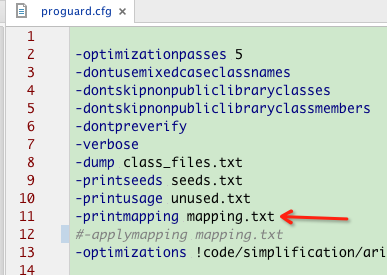 proguard.cfg
1
2 -optimizationpasses 5
3 -dontusemixedcaseclassnames
4 -dontskipnonpubliclibraryclasses
5 -dontskipnonpubliclibraryclassmembers
6 -dontpreverify
7 -verbose
8 -dump class_files.txt
9 -printseeds seeds.txt
10 -printusage unused.txt
11 -printmapping mapping.txt
12 #-applymapping mapping.txt
13 -optimizations !code/simplification/ari
14